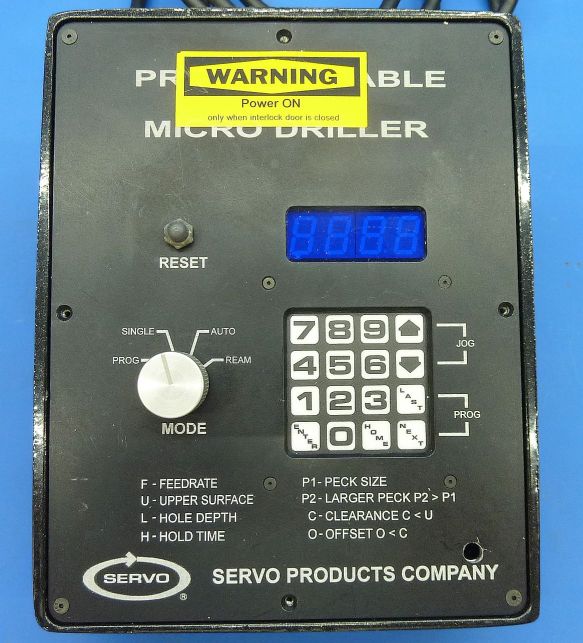 WARNING
Power ON
only when interlock door is closed
MICRO DRILLER
RESET
SINGLE
AUTO
PROG
REAM
MODE
7 8 9
4 5 6
JOG
1 2 3 LAST
ENTER 0 HOME NEXT
PROG
F - FEEDRATE
U - UPPER SURFACE
L - HOLE DEPTH
H - HOLD TIME
P1- PECK SIZE
P2- LARGER PECK P2 > P1
C - CLEARANCE C < U
O - OFFSET O < C
SERVO ®
SERVO PRODUCTS COMPANY